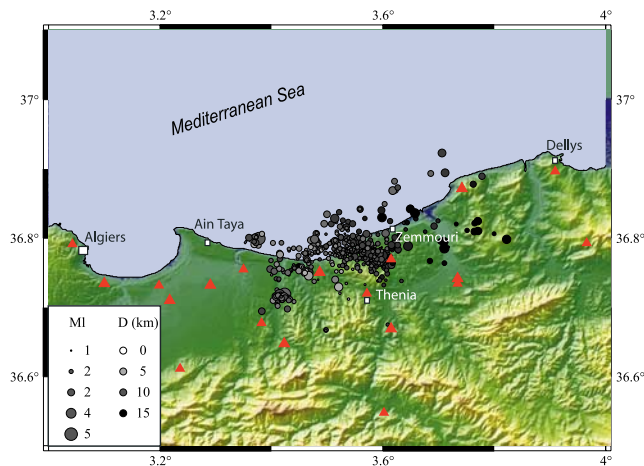 3.2° 3.6° 4°
37° 37°
Mediterranean Sea
Dellys
Ain Taya
Zemmouri
36.8° Algiers 36.8°
Thenia
Ml D (km)
1 0
2 5
2 10
4 15
5
36.6° 36.6°
3.2° 3.6° 4°